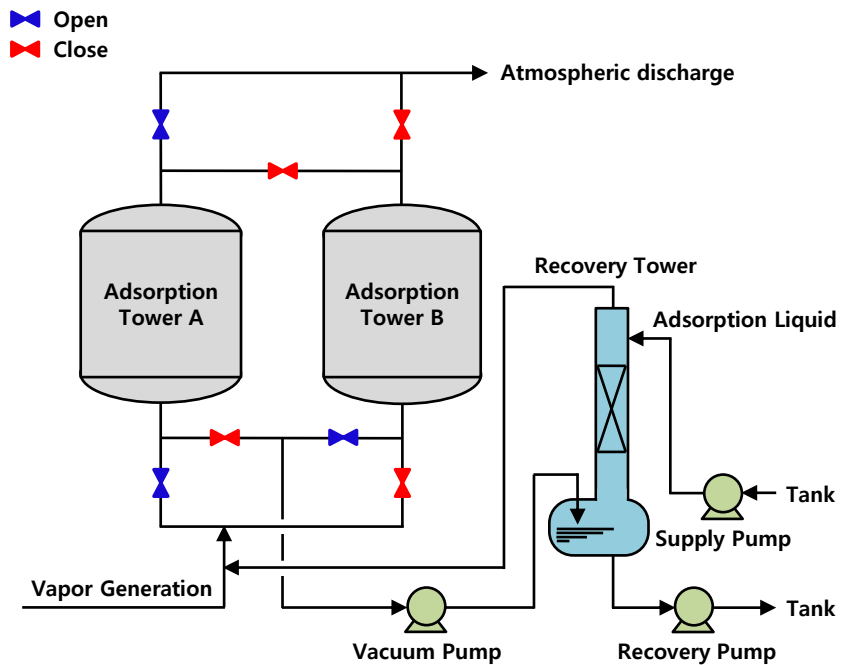 Open
Close
Atmospheric discharge
Adsorption
Tower A
Adsorption
Tower B
Recovery Tower
Adsorption Liquid
Tank
Supply Pump
Vapor Generation
Vacuum Pump
Recovery Pump
Tank